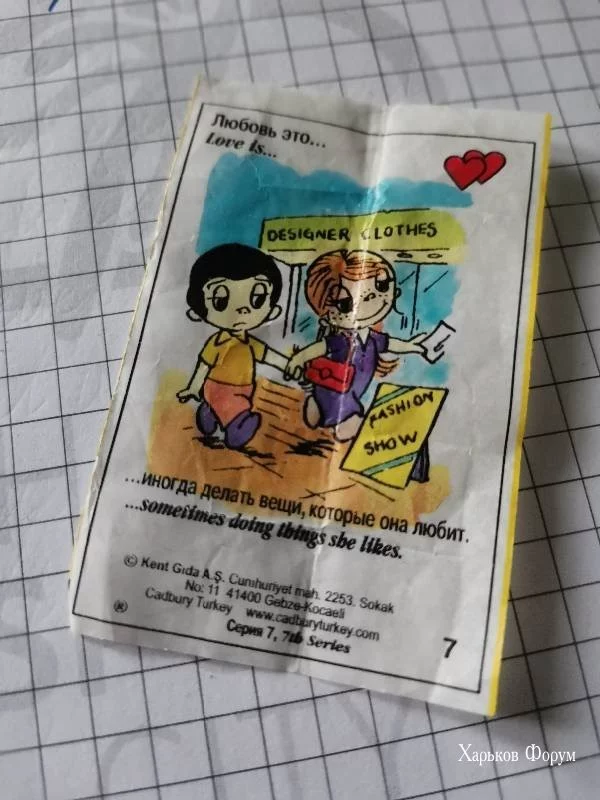 Любовь это...
Love is...
DESIGNER CLOTHES
FASHION
SHOW
...иногда делать вещи, которые она любит.
...sometimes doing things she likes.
© Kent Gıda A.Ş. Cumhuriyet mah. 2253. Sokak
No: 11 41400 Gebze-Kocaeli
Cadbury Turkey www.cadburyturkey.com
®
Серия 7, 7th Series
7
Харьков Форум